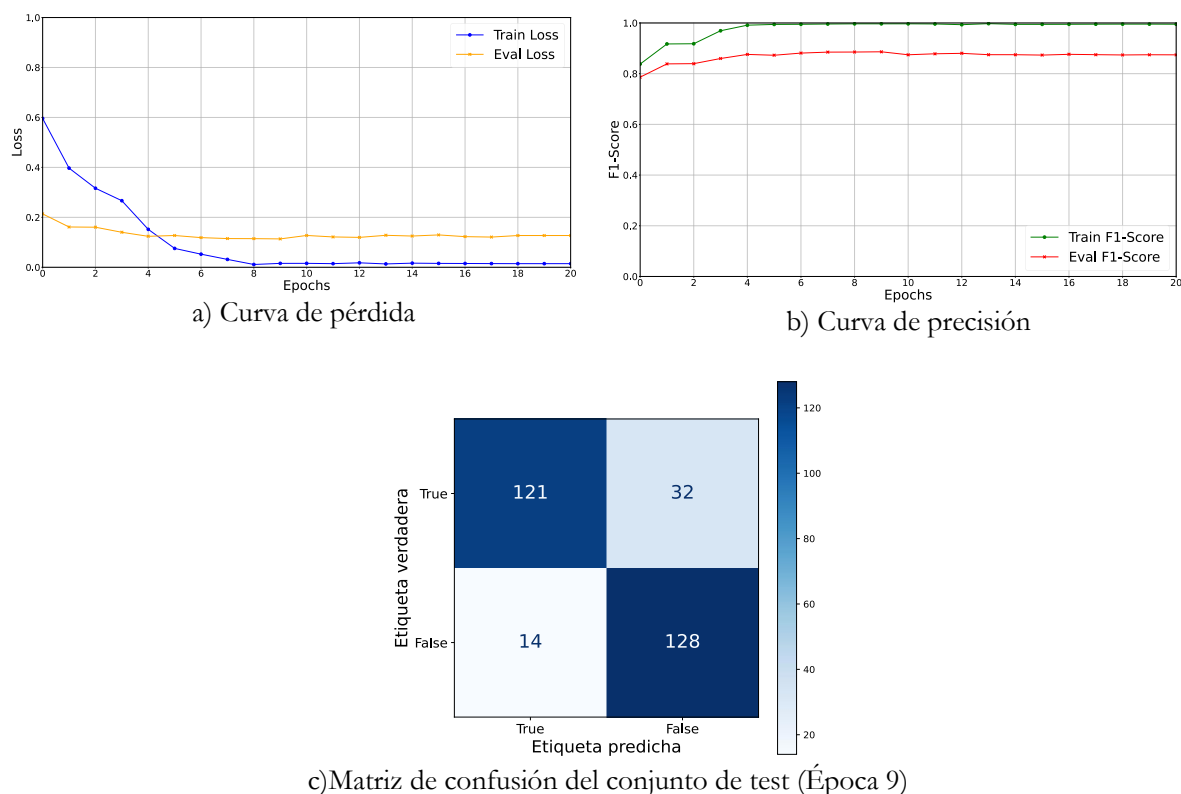 1.0
0.8
0.6
0.4
0.2
0.0
Loss
Train Loss
Eval Loss
0 2 4 6 8 10 12 14 16 18 20
Epochs
a) Curva de pérdida
1.0
0.8
0.6
0.4
0.2
0.0
F1-Score
Train F1-Score
Eval F1-Score
0 2 4 6 8 10 12 14 16 18 20
Epochs
b) Curva de precisión
Etiqueta verdadera
True
False
121 32
14 128
True False
Etiqueta predicha
120
100
80
60
40
20
c)Matriz de confusión del conjunto de test (Época 9)